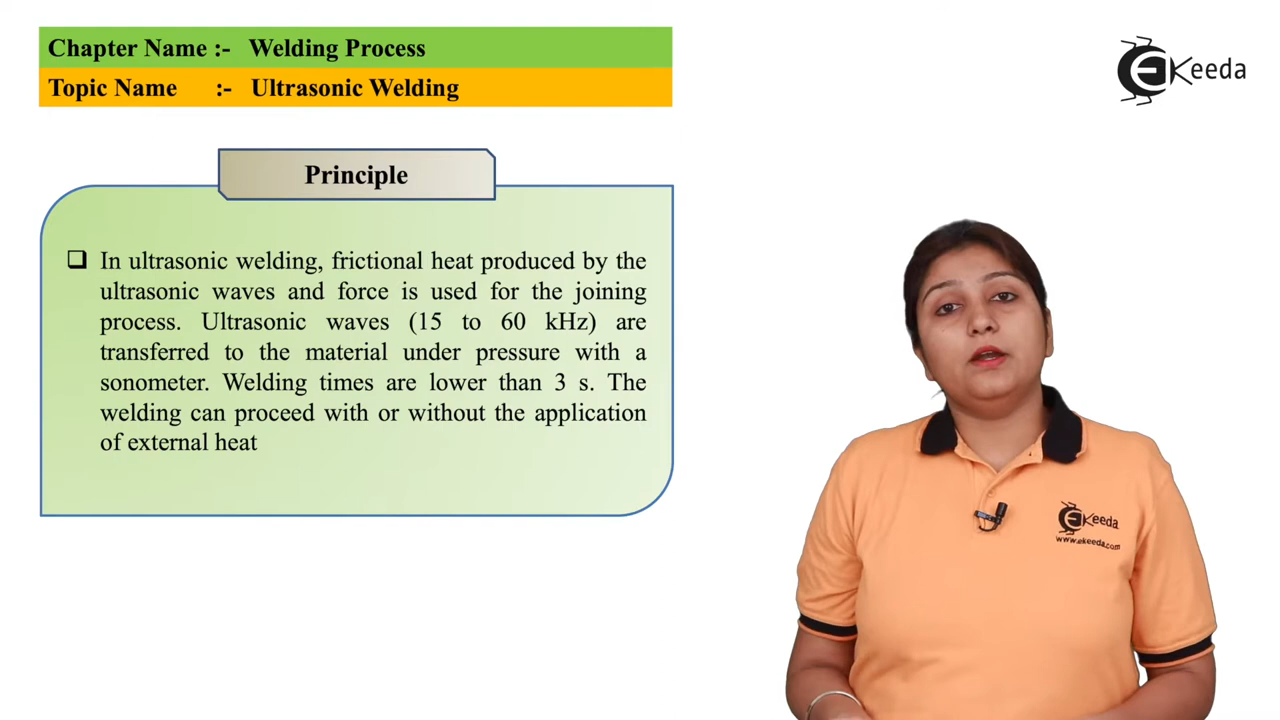 Chapter Name :- Welding Process
Topic Name :- Ultrasonic Welding
Keeda
Principle
❑ In ultrasonic welding, frictional heat produced by the
ultrasonic waves and force is used for the joining
process. Ultrasonic waves (15 to 60 kHz) are
transferred to the material under pressure with a
sonometer. Welding times are lower than 3 s. The
welding can proceed with or without the application
of external heat
Keeda
www.ekeeda.com